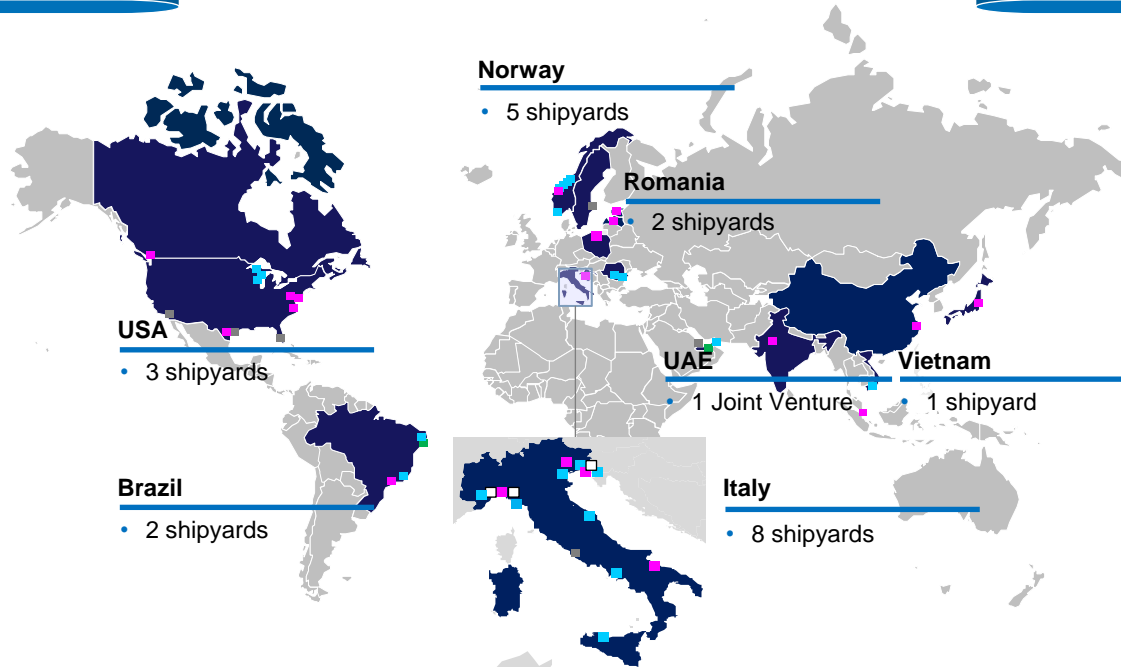 Norway
• 5 shipyards
Romania
• 2 shipyards
USA
• 3 shipyards
UAE
• 1 Joint Venture
Vietnam
• 1 shipyard
Brazil
• 2 shipyards
Italy
• 8 shipyards